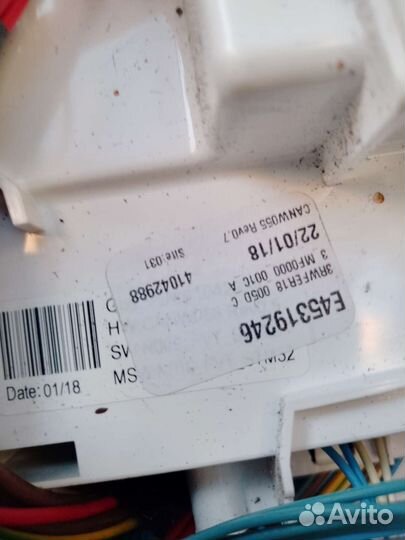 E45319246
3RWFER18 005D C
3 MF0000 001C A
22/01/18
CANW055 Rev0.7
41042988
Site:031
SW
MS
Date: 01/18
Avito